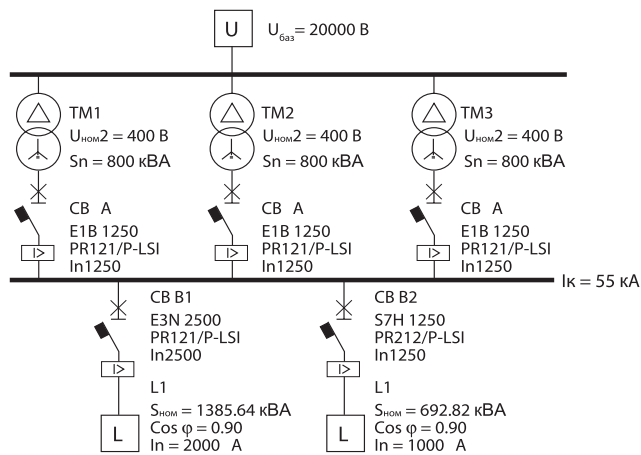 U
Uбаз = 20000 В
TM1
Uном2 = 400 В
Sn = 800 кВА
TM2
Uном2 = 400 В
Sn = 800 кВА
TM3
Uном2 = 400 В
Sn = 800 кВА
CB A
E1B 1250
PR121/P-LSI
In1250
I>
CB A
E1B 1250
PR121/P-LSI
In1250
I>
CB A
E1B 1250
PR121/P-LSI
In1250
I>
Iк = 55 кА
CB B1
E3N 2500
PR121/P-LSI
In2500
I>
L1
Sном = 1385.64 кВА
Cos φ = 0.90
In = 2000 A
L
CB B2
S7H 1250
PR212/P-LSI
In1250
I>
L1
Sном = 692.82 кВА
Cos φ = 0.90
In = 1000 A
L